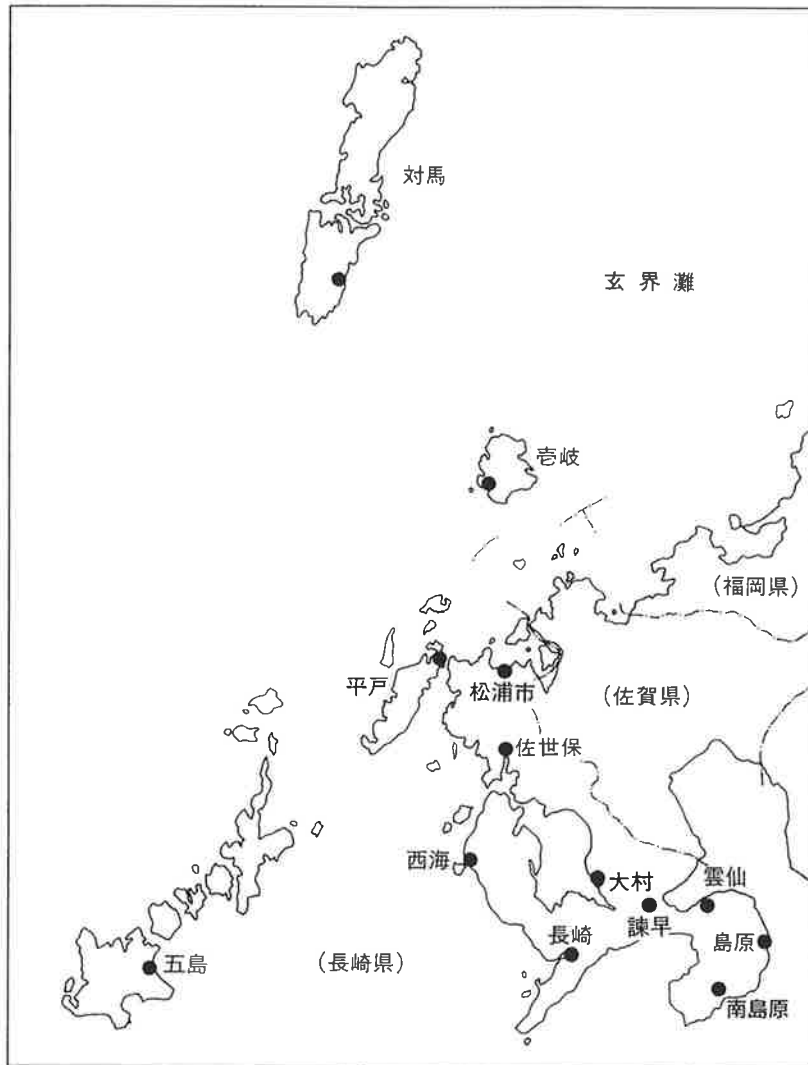 対馬
玄界灘
壱岐
(福岡県)
平戸
松浦市
(佐賀県)
佐世保
西海
大村
雲仙
諫早
長崎
島原
五島
(長崎県)
南島原